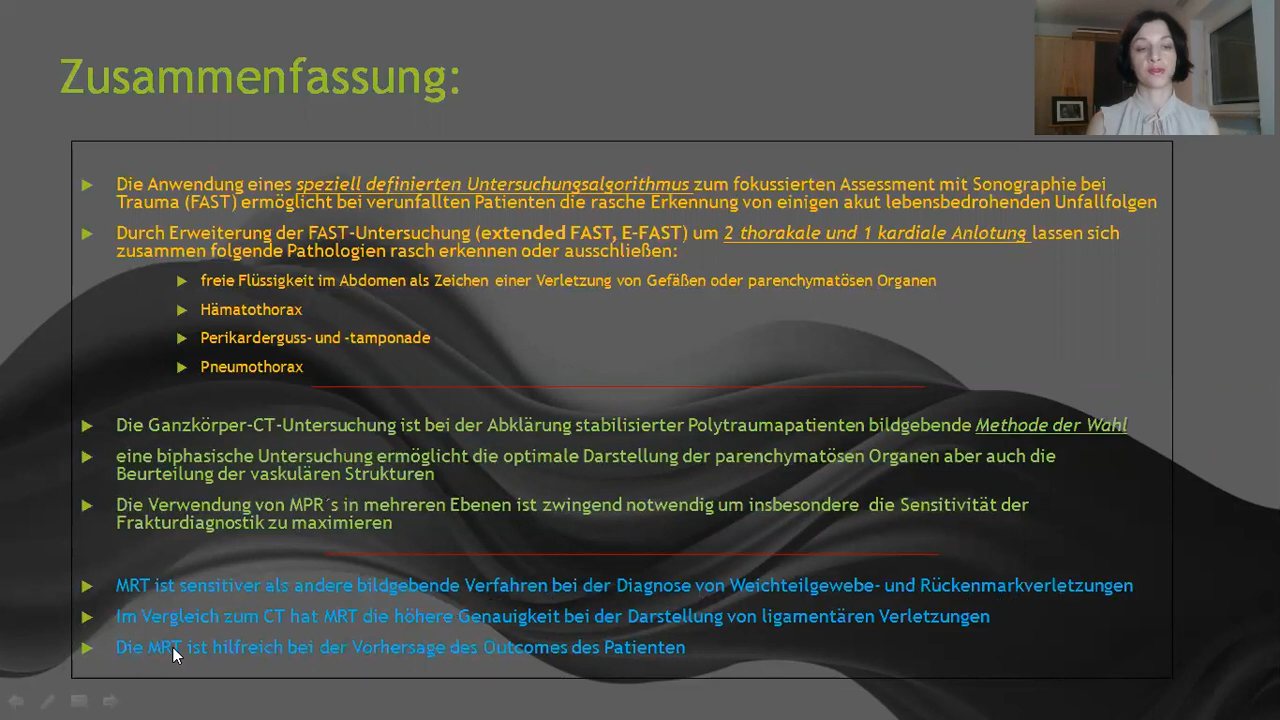 Zusammenfassung:
Die Anwendung eines speziell definierten Untersuchungsalgorithmus zum fokussierten Assessment mit Sonographie bei
Trauma (FAST) ermöglicht bei verunfallten Patienten die rasche Erkennung von einigen akut lebensbedrohenden Unfallfolgen
Durch Erweiterung der FAST-Untersuchung (extended FAST, E-FAST) um 2 thorakale und 1 kardiale Anlotung lassen sich
zusammen folgende Pathologien rasch erkennen oder ausschließen:
freie Flüssigkeit im Abdomen als Zeichen einer Verletzung von Gefäßen oder parenchymatösen Organen
Hämatothorax
Perikarderguss- und -tamponade
Pneumothorax
Die Ganzkörper-CT-Untersuchung ist bei der Abklärung stabilisierter Polytraumapatienten bildgebende Methode der Wahl
eine biphasische Untersuchung ermöglicht die optimale Darstellung der parenchymatösen Organen aber auch die
Beurteilung der vaskulären Strukturen
Die Verwendung von MPR´s in mehreren Ebenen ist zwingend notwendig um insbesondere die Sensitivität der
Frakturdiagnostik zu maximieren
MRT ist sensitiver als andere bildgebende Verfahren bei der Diagnose von Weichteilgewebe- und Rückenmarkverletzungen
Im Vergleich zum CT hat MRT die höhere Genauigkeit bei der Darstellung von ligamentären Verletzungen
Die MRT ist hilfreich bei der Vorhersage des Outcomes des Patienten